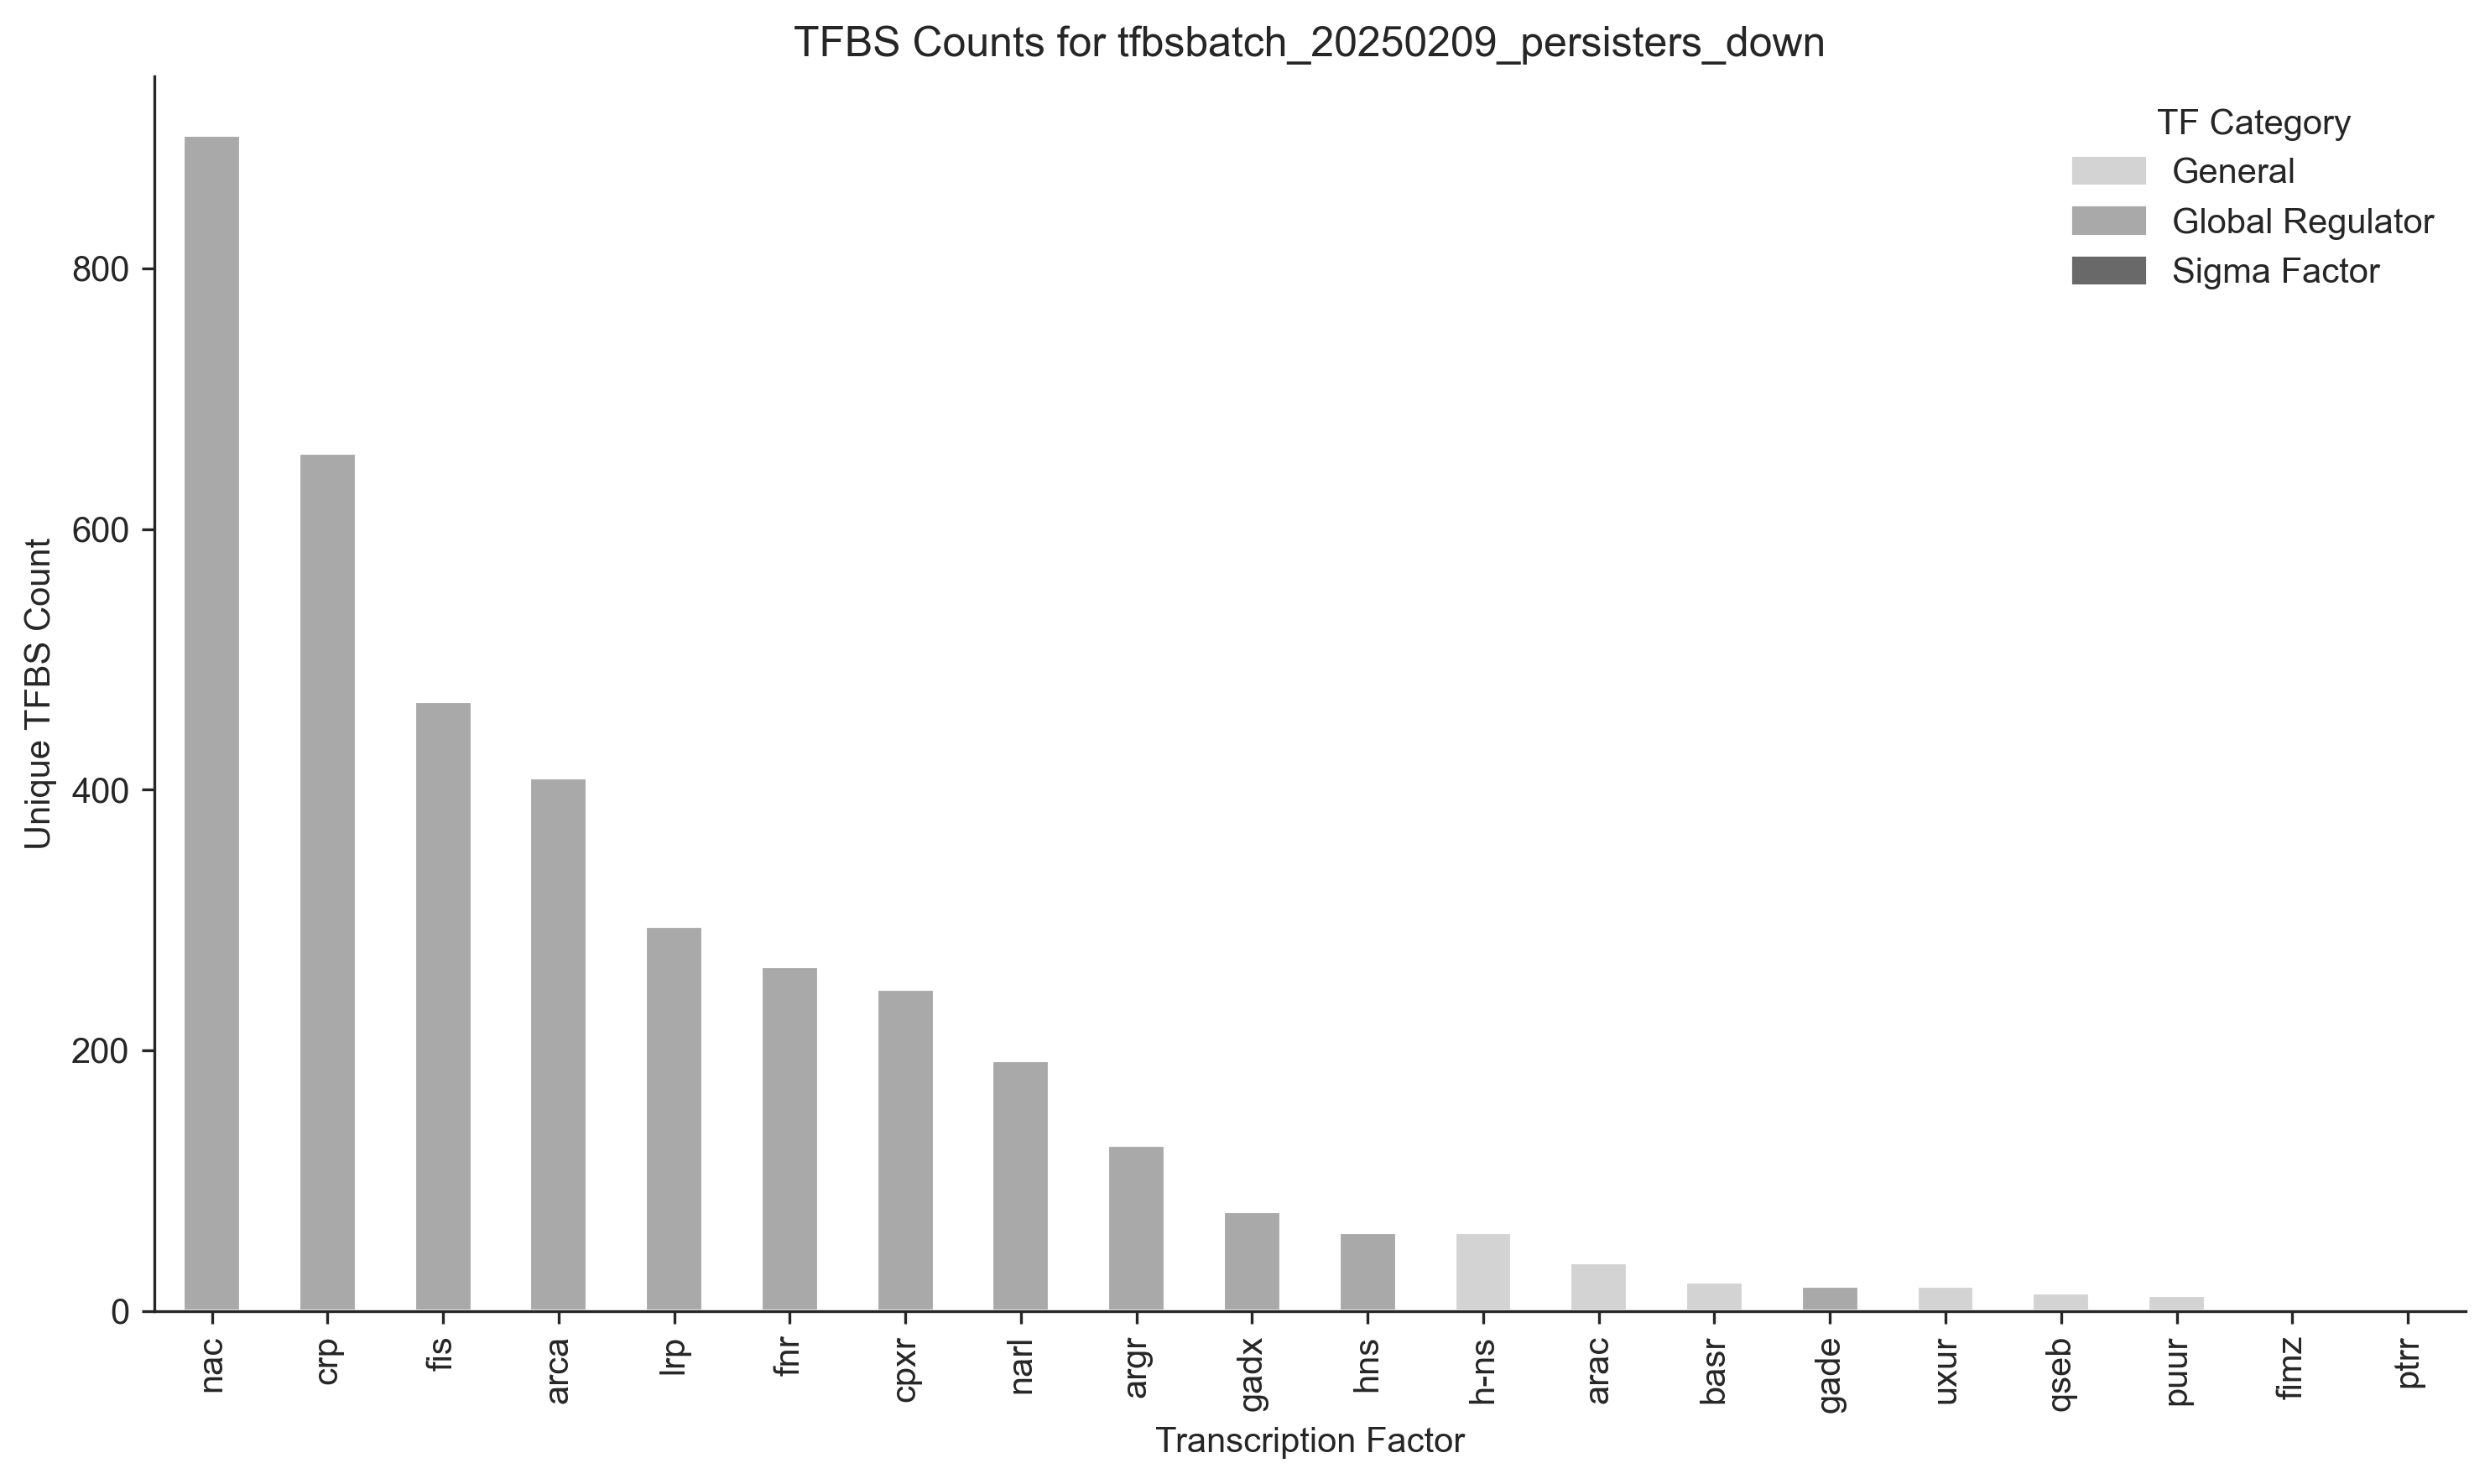 TFBS Counts for tfbsbatch_20250209_persisters_down
TF Category
General
Global Regulator
Sigma Factor
Unique TFBS Count
800
600
400
200
0
nac
crp
fis
arca
lrp
fnr
cpxr
narl
argr
gadx
hns
h-ns
arac
basr
gade
uxur
qseb
puur
fimz
ptrr
Transcription Factor